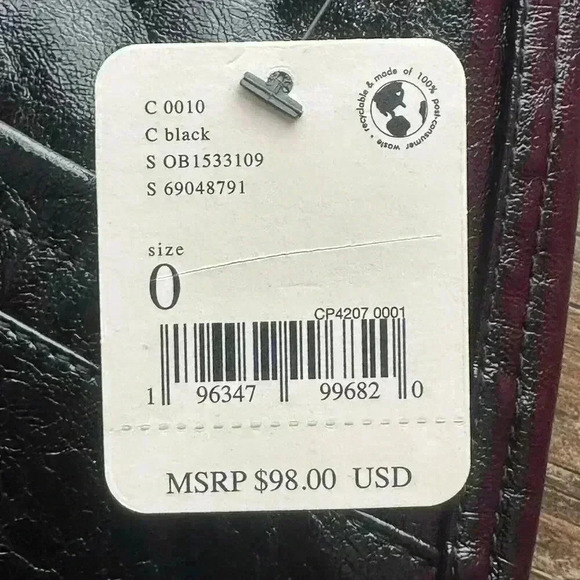 C 0010
C black
S OB1533109
S 69048791
recyclable & made of 100% post-consumer waste •
size
0
CP4207 0001
1 96347 99682 0
MSRP $98.00 USD